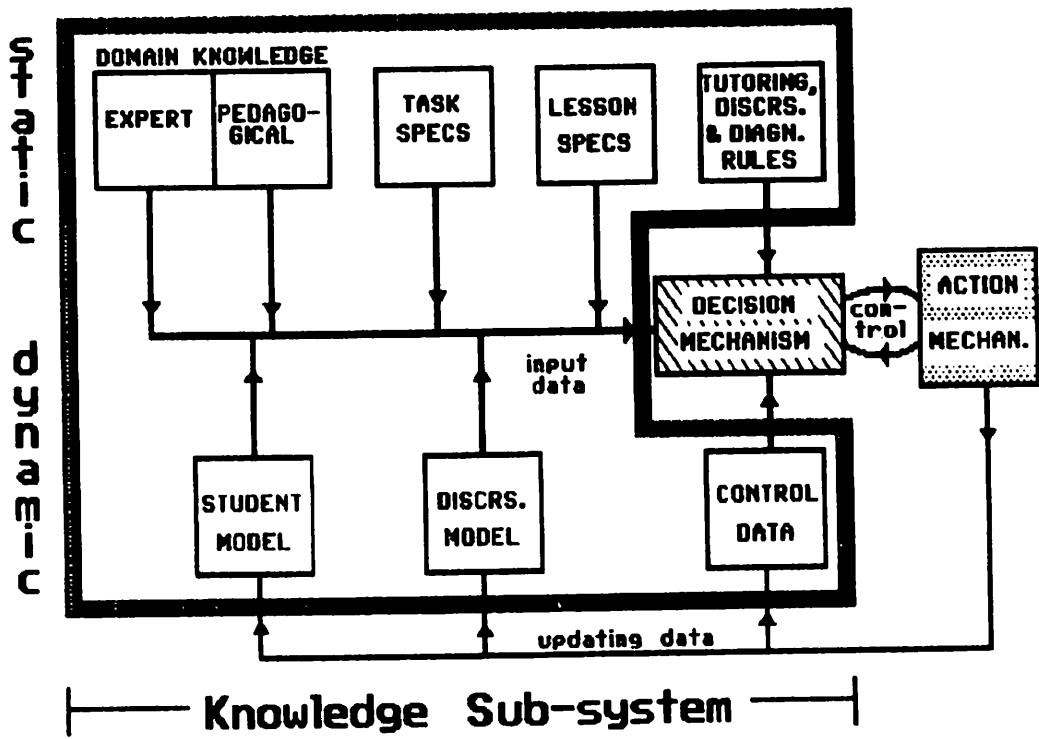 static
DOMAIN KNOWLEDGE
EXPERT
PEDAGO-
GICAL
TASK
SPECS
LESSON
SPECS
TUTORING,
DISCRS.
& DIAGN.
RULES
DECISION
MECHANISM
con-
trol
ACTION
MECHAN.
input
data
dynamic
STUDENT
MODEL
DISCRS.
MODEL
CONTROL
DATA
updating data
Knowledge Sub-system